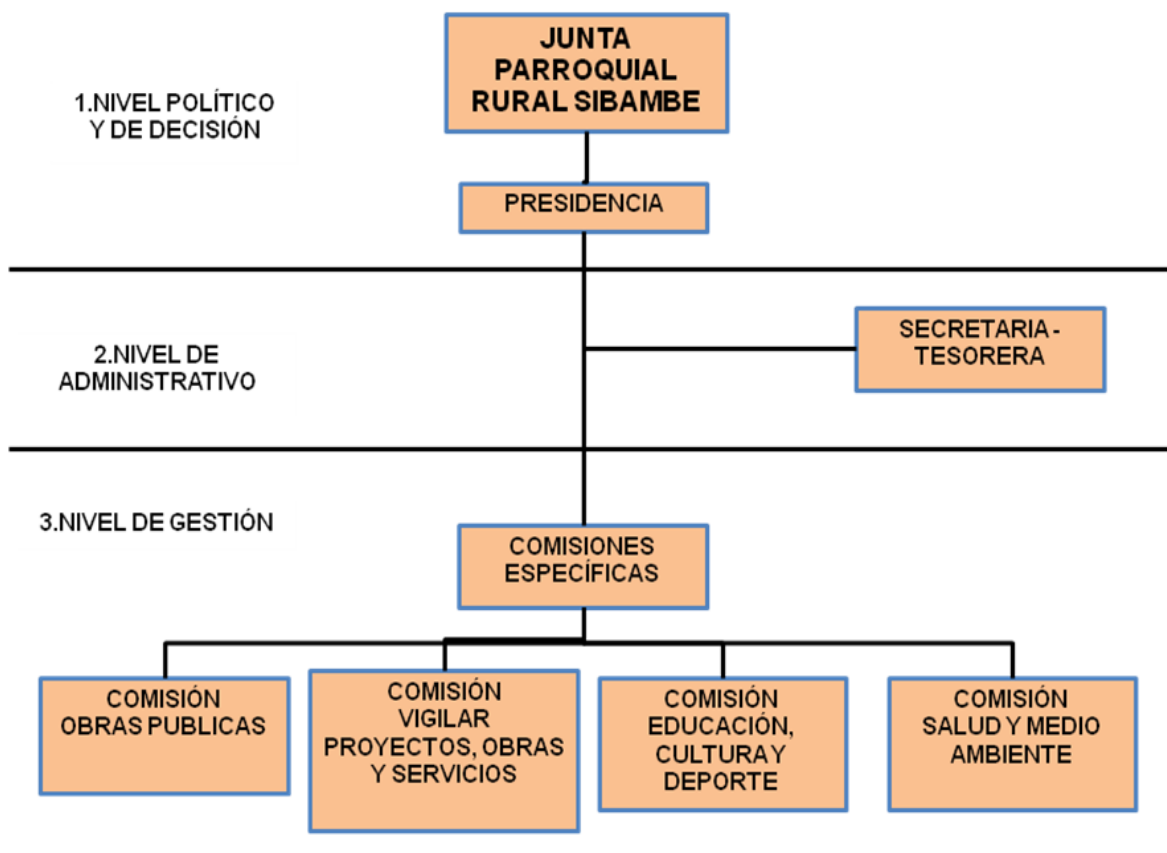 JUNTA
PARROQUIAL
RURAL SIBAMBE
1.NIVEL POLÍTICO
Y DE DECISIÓN
PRESIDENCIA
SECRETARIA -
TESORERA
2.NIVEL DE
ADMINISTRATIVO
3.NIVEL DE GESTIÓN
COMISIONES
ESPECÍFICAS
COMISIÓN
OBRAS PUBLICAS
COMISIÓN
VIGILAR
PROYECTOS, OBRAS
Y SERVICIOS
COMISIÓN
EDUCACIÓN,
CULTURA Y
DEPORTE
COMISIÓN
SALUD Y MEDIO
AMBIENTE